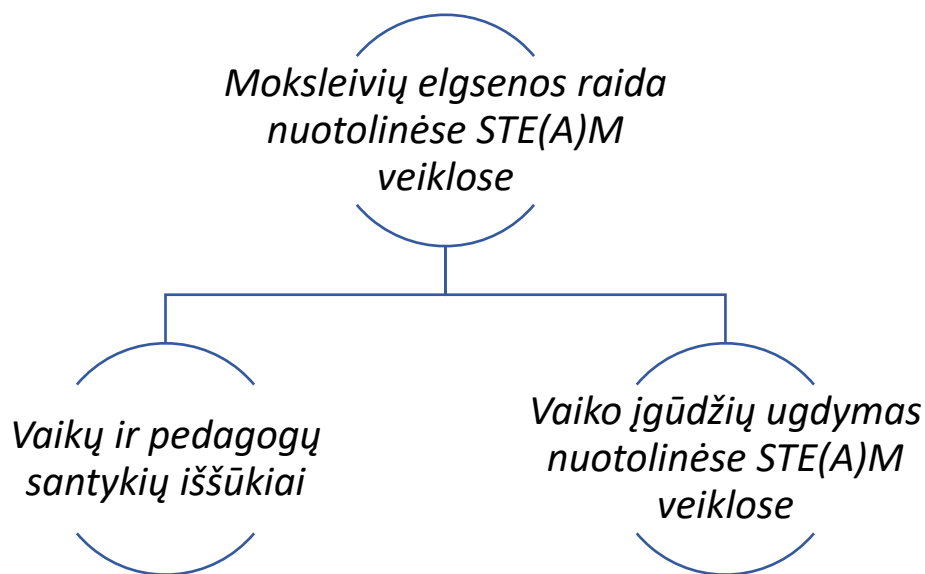 Moksleivių elgsenos raida
nuotolinėse STE(A)M
veiklose
Vaikų ir pedagogų
santykių iššūkiai
Vaiko įgūdžių ugdymas
nuotolinėse STE(A)M
veiklose